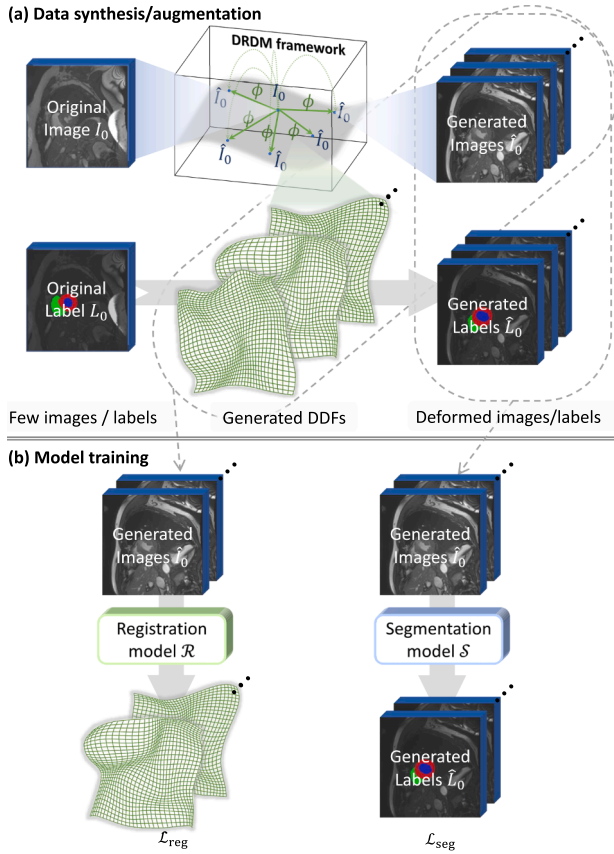 (a) Data synthesis/augmentation
DRDM framework
Original
Image I₀
I₀
Î₀
Î₀
Î₀
Î₀
Î₀
ϕ
ϕ
ϕ
ϕ
ϕ
Generated
Images Î₀
Original
Label L₀
Generated
Labels L̂₀
Few images / labels
Generated DDFs
Deformed images/labels
(b) Model training
Generated
Images Î₀
Generated
Images Î₀
Registration
model ℛ
Segmentation
model 𝒮
Generated
Labels L̂₀
ℒreg
ℒseg